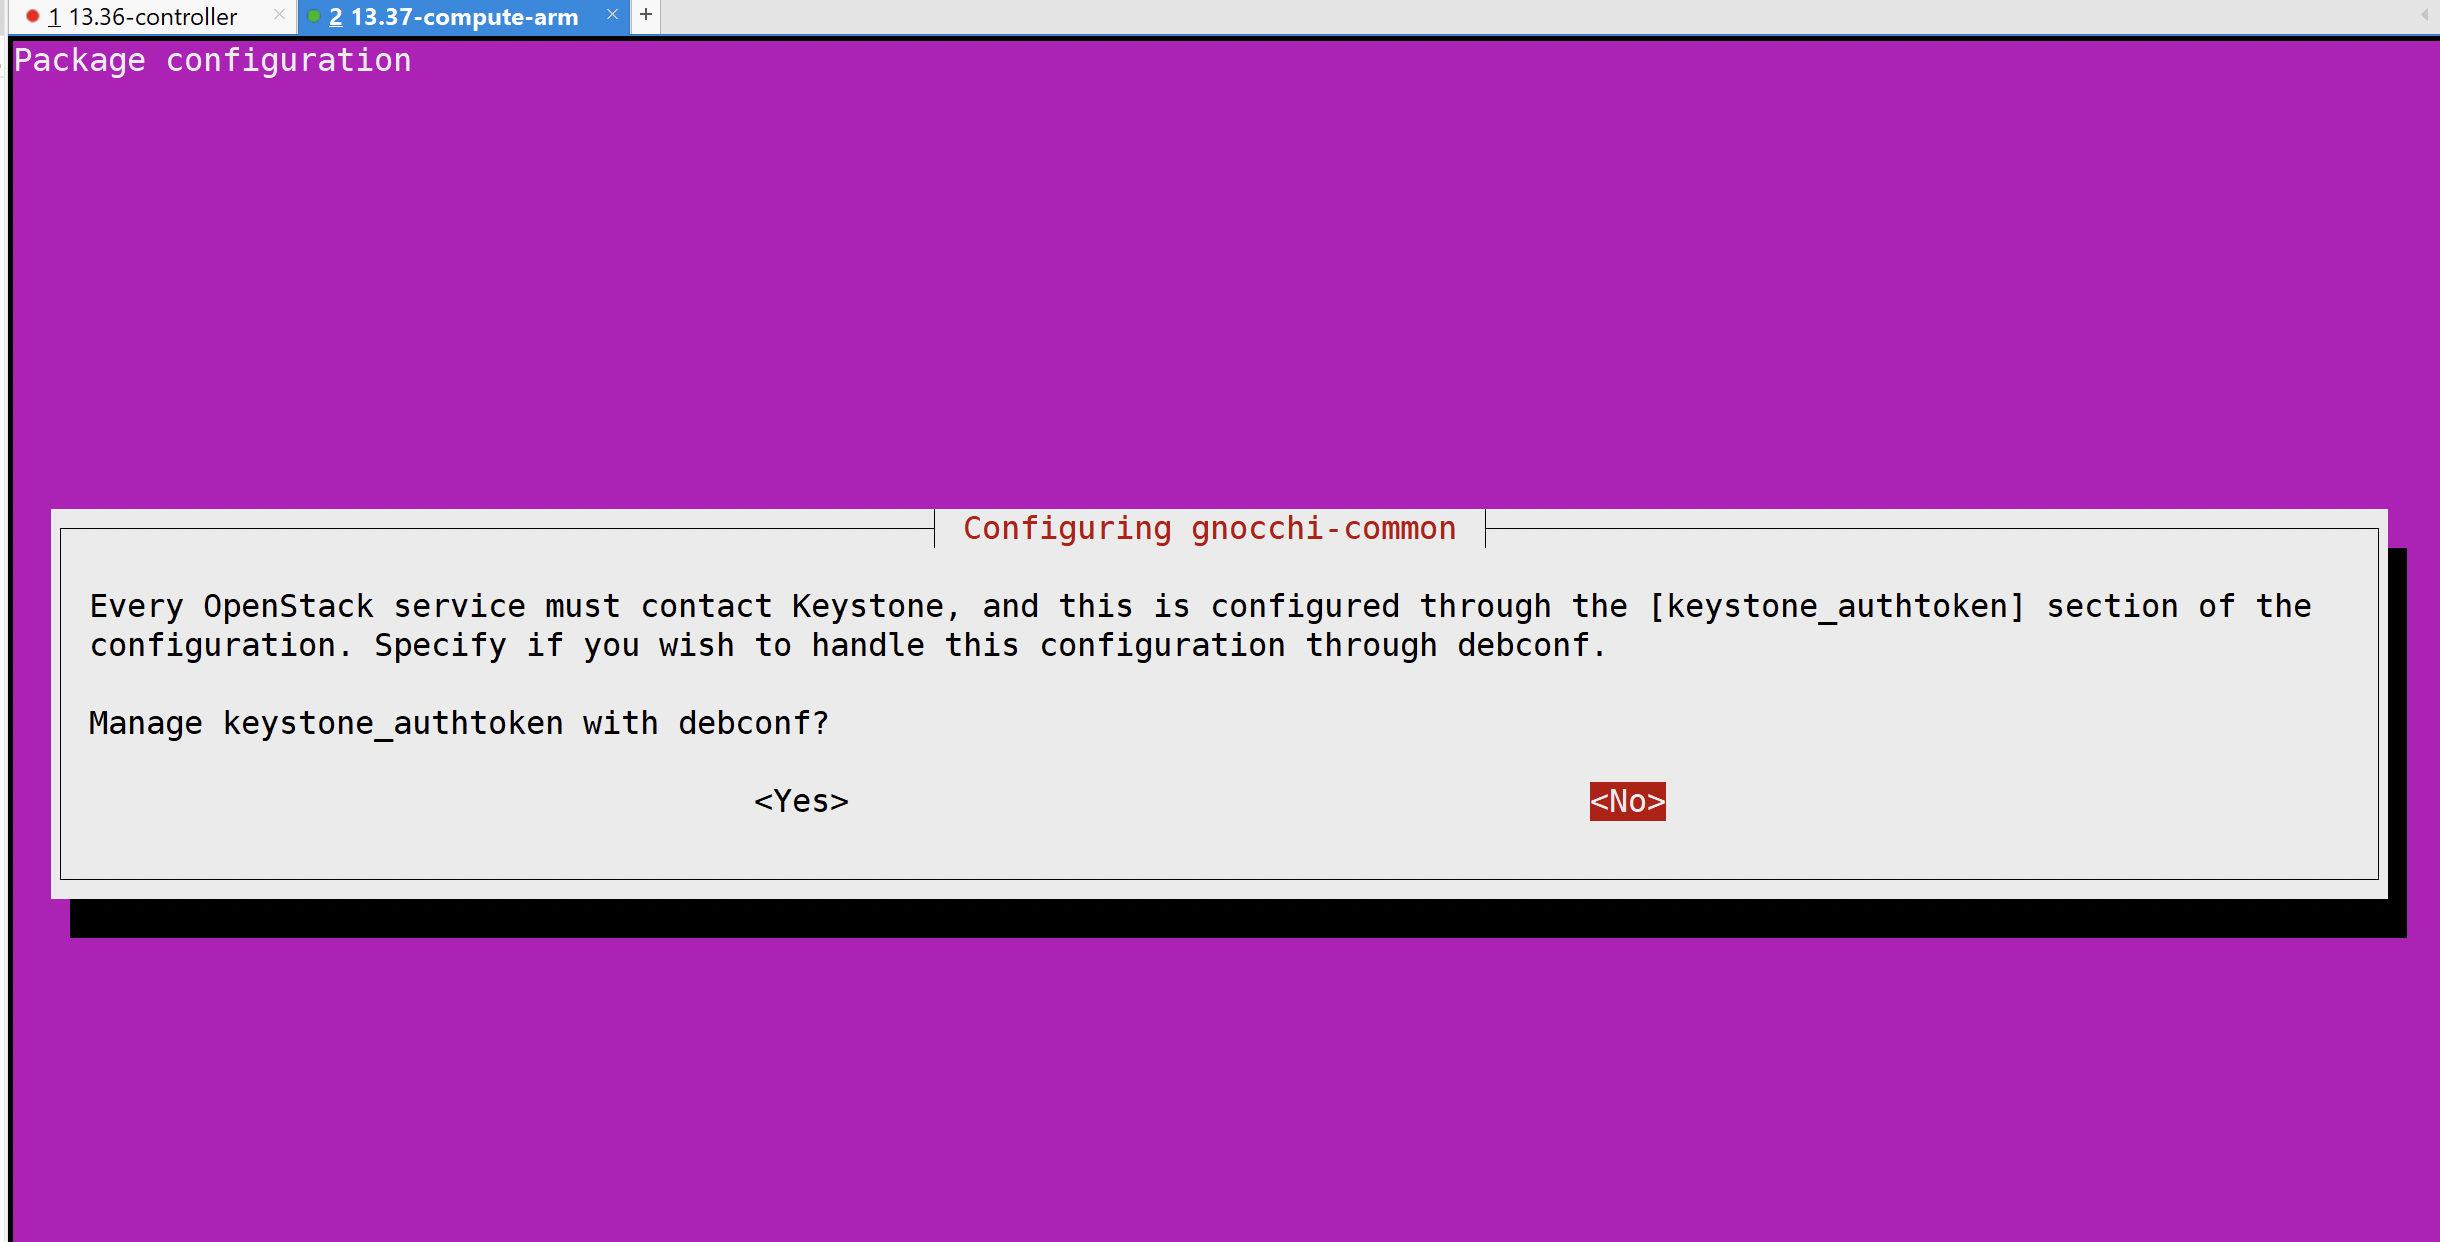 1 13.36-controller × 2 13.37-compute-arm × +
Package configuration
Configuring gnocchi-common
Every OpenStack service must contact Keystone, and this is configured through the [keystone_authtoken] section of the
configuration. Specify if you wish to handle this configuration through debconf.
Manage keystone_authtoken with debconf?
<Yes> <No>